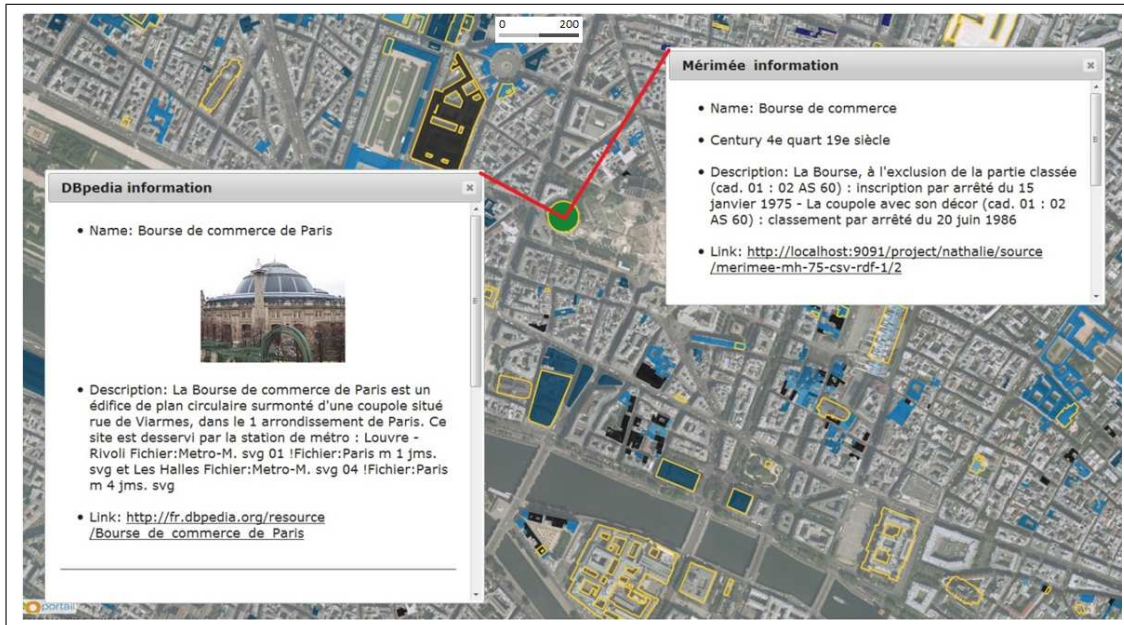 0 200
Mérimée information
• Name: Bourse de commerce
• Century 4e quart 19e siècle
• Description: La Bourse, à l'exclusion de la partie classée
(cad. 01 : 02 AS 60) : inscription par arrêté du 15
janvier 1975 - La coupole avec son décor (cad. 01 : 02
AS 60) : classement par arrêté du 20 juin 1986
• Link: http://localhost:9091/project/nathalie/source
/merimee-mh-75-csv-rdf-1/2
DBpedia information
• Name: Bourse de commerce de Paris
• Description: La Bourse de commerce de Paris est un
édifice de plan circulaire surmonté d'une coupole situé
rue de Viarmes, dans le 1 arrondissement de Paris. Ce
site est desservi par la station de métro : Louvre -
Rivoli Fichier:Metro-M. svg 01 !Fichier:Paris m 1 jms.
svg et Les Halles Fichier:Metro-M. svg 04 !Fichier:Paris
m 4 jms. svg
• Link: http://fr.dbpedia.org/resource
/Bourse_de_commerce_de_Paris
portail